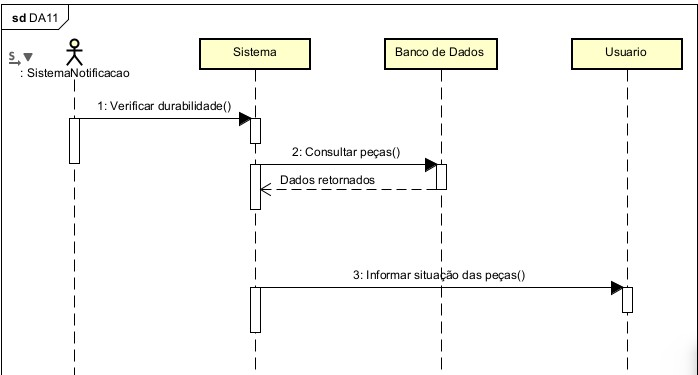 sd DA11
S
: SistemaNotificacao
Sistema
Banco de Dados
Usuario
1: Verificar durabilidade()
2: Consultar peças()
Dados retornados
3: Informar situação das peças()